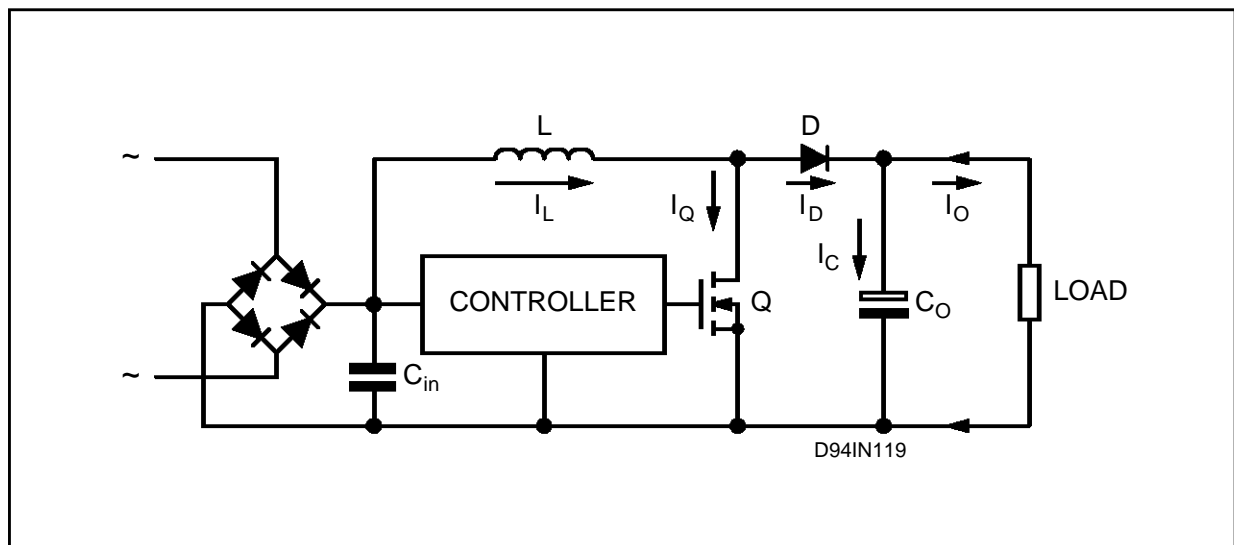 L
D
~
I_L
I_Q
I_D
I_O
I_C
CONTROLLER
Q
C_O
LOAD
~
C_in
D94IN119